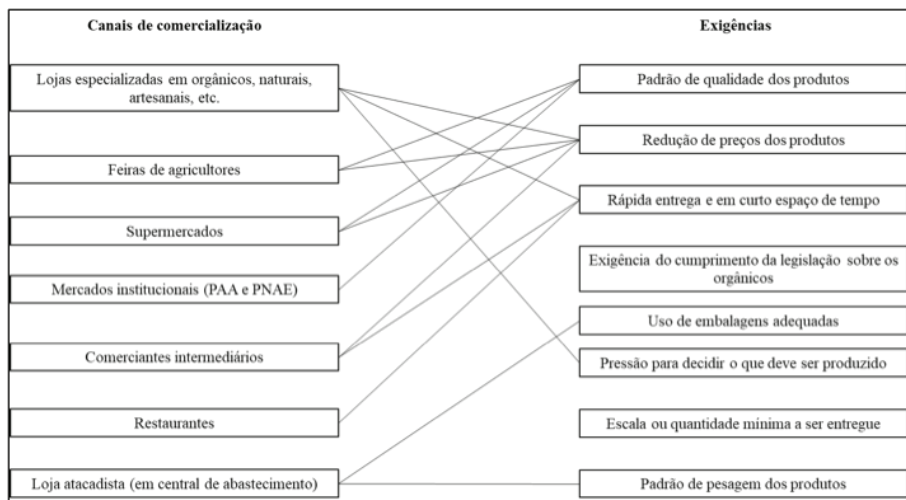 Canais de comercialização
Exigências
Lojas especializadas em orgânicos, naturais,
artesanais, etc.
Feiras de agricultores
Supermercados
Mercados institucionais (PAA e PNAE)
Comerciantes intermediários
Restaurantes
Loja atacadista (em central de abastecimento)
Padrão de qualidade dos produtos
Redução de preços dos produtos
Rápida entrega e em curto espaço de tempo
Exigência do cumprimento da legislação sobre os
orgânicos
Uso de embalagens adequadas
Pressão para decidir o que deve ser produzido
Escala ou quantidade mínima a ser entregue
Padrão de pesagem dos produtos